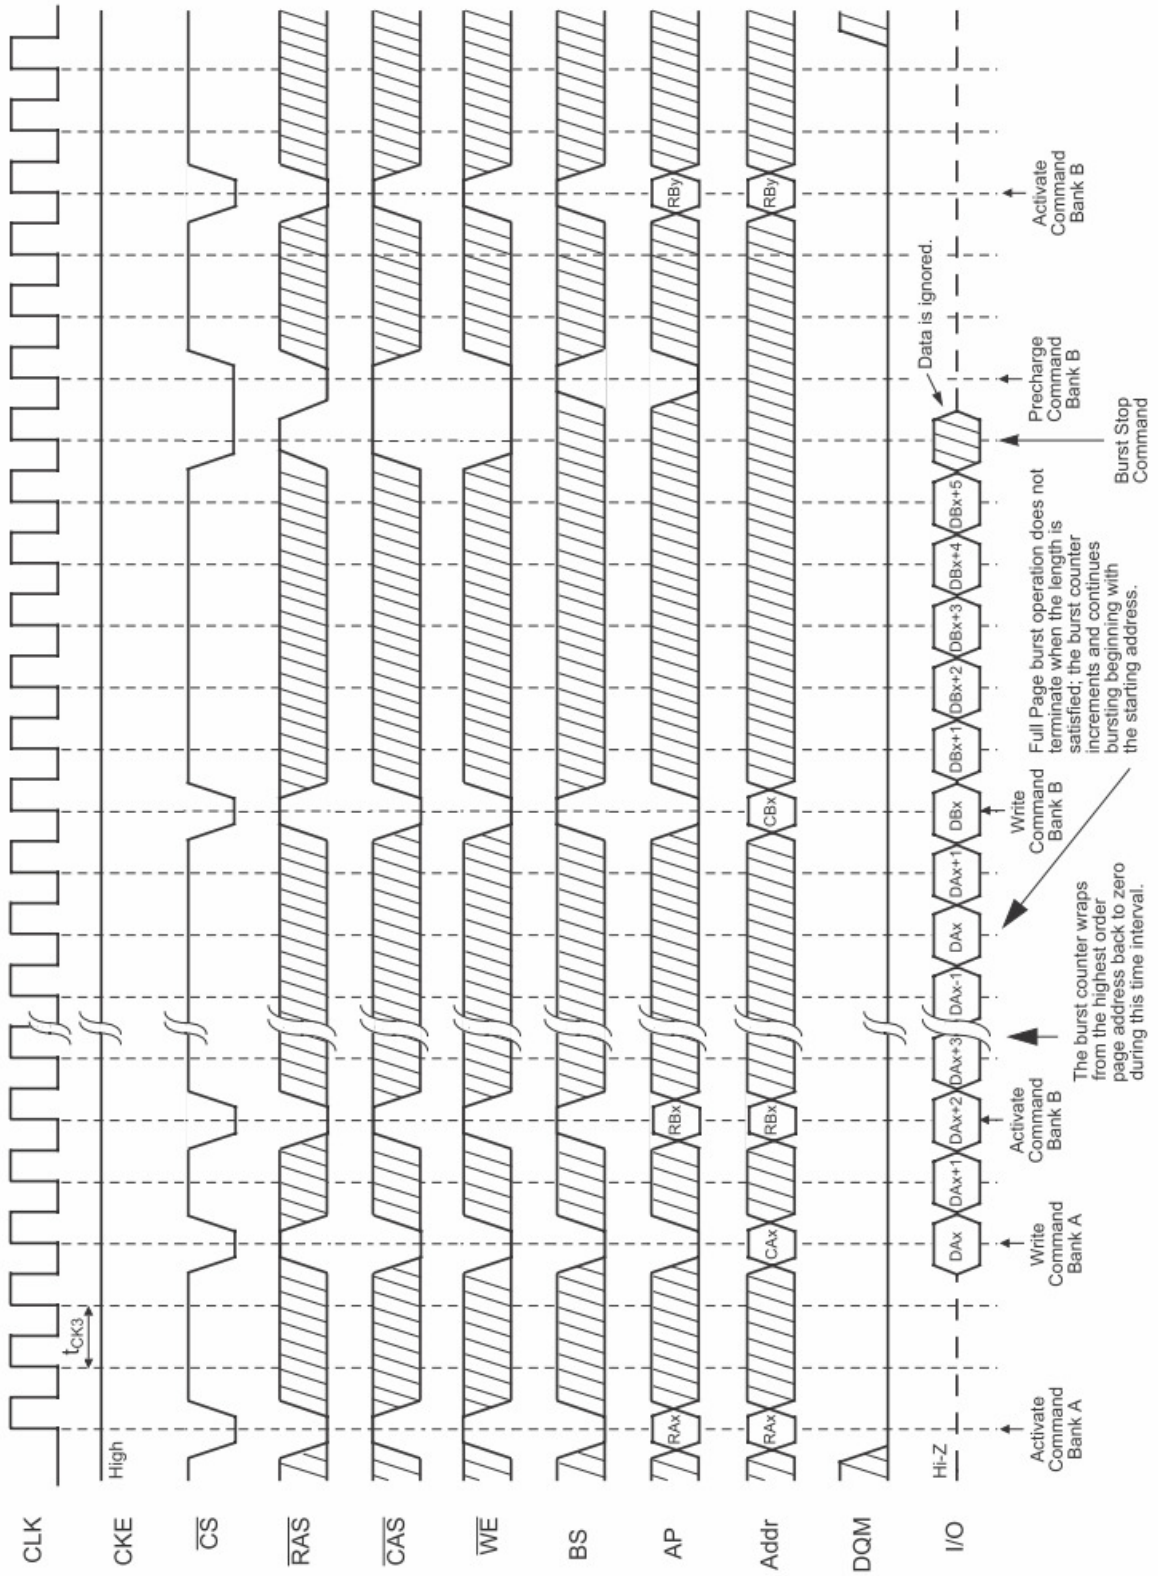 CLK
tCK3
CKE
High
C̅S̅
R̅A̅S̅
C̅A̅S̅
W̅E̅
BS
AP
RAx
RBx
RBy
Addr
RAx
CAx
RBx
CBx
RBy
DQM
I/O
Hi-Z
DAx
DAx+1
DAx+2
DAx+3
DAx-1
DAx
DAx+1
DBx
DBx+1
DBx+2
DBx+3
DBx+4
DBx+5
Data is ignored.
Activate
Command
Bank A
Write
Command
Bank A
Activate
Command
Bank B
The burst counter wraps
from the highest order
page address back to zero
during this time interval.
Write
Command
Bank B
Full Page burst operation does not
terminate when the length is
satisfied; the burst counter
increments and continues
bursting beginning with
the starting address.
Burst Stop
Command
Precharge
Command
Bank B
Activate
Command
Bank B